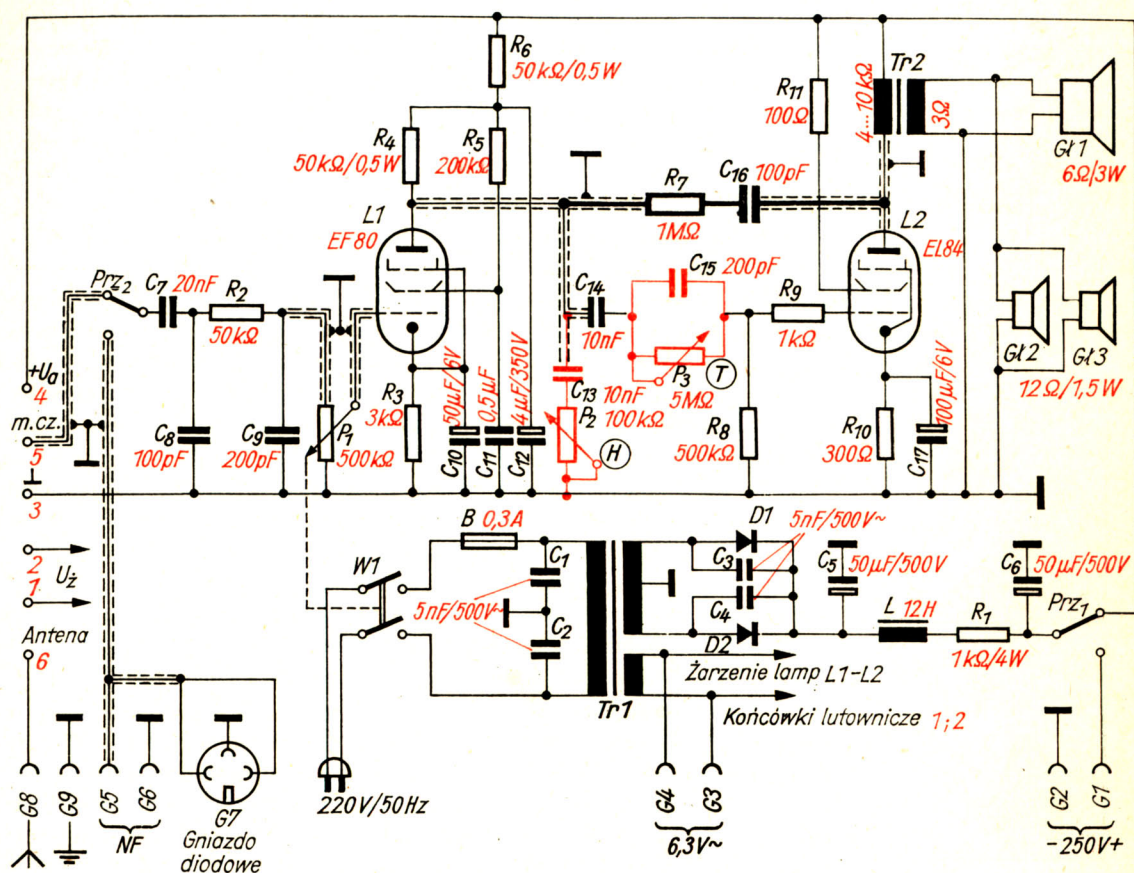 R6
50kΩ/0,5W
R4
50kΩ/0,5W
R5
200kΩ
R11
100Ω
4...10kΩ
Tr2
3Ω
Gł1
6Ω/3W
C16
100pF
R7
1MΩ
L1
EF80
L2
EL84
Prz2
C7
20nF
R2
50kΩ
C14
10nF
C15
200pF
P3
5MΩ
T
R9
1kΩ
Gł2
Gł3
12Ω/1,5W
+Ua
4
m.cz.
5
3
2
1
Uż
Antena
6
C8
100pF
C9
200pF
P1
500kΩ
R3
3kΩ
50μF/6V
C10
0,5μF
C11
4μF/350V
C12
C13
10nF
100kΩ
P2
H
R8
500kΩ
R10
300Ω
100μF/6V
C17
B 0,3A
W1
5nF/500V~
C1
C2
Tr1
D1
5nF/500V~
C3
C4
D2
C5
50μF/500V
C6
50μF/500V
L 12H
R1
1kΩ/4W
Prz1
Żarzenie lamp L1-L2
Końcówki lutownicze 1;2
G8
G9
G5
G6
NF
G7
Gniazdo
diodowe
220V/50Hz
G4
G3
6,3V~
G2
G1
-250V+